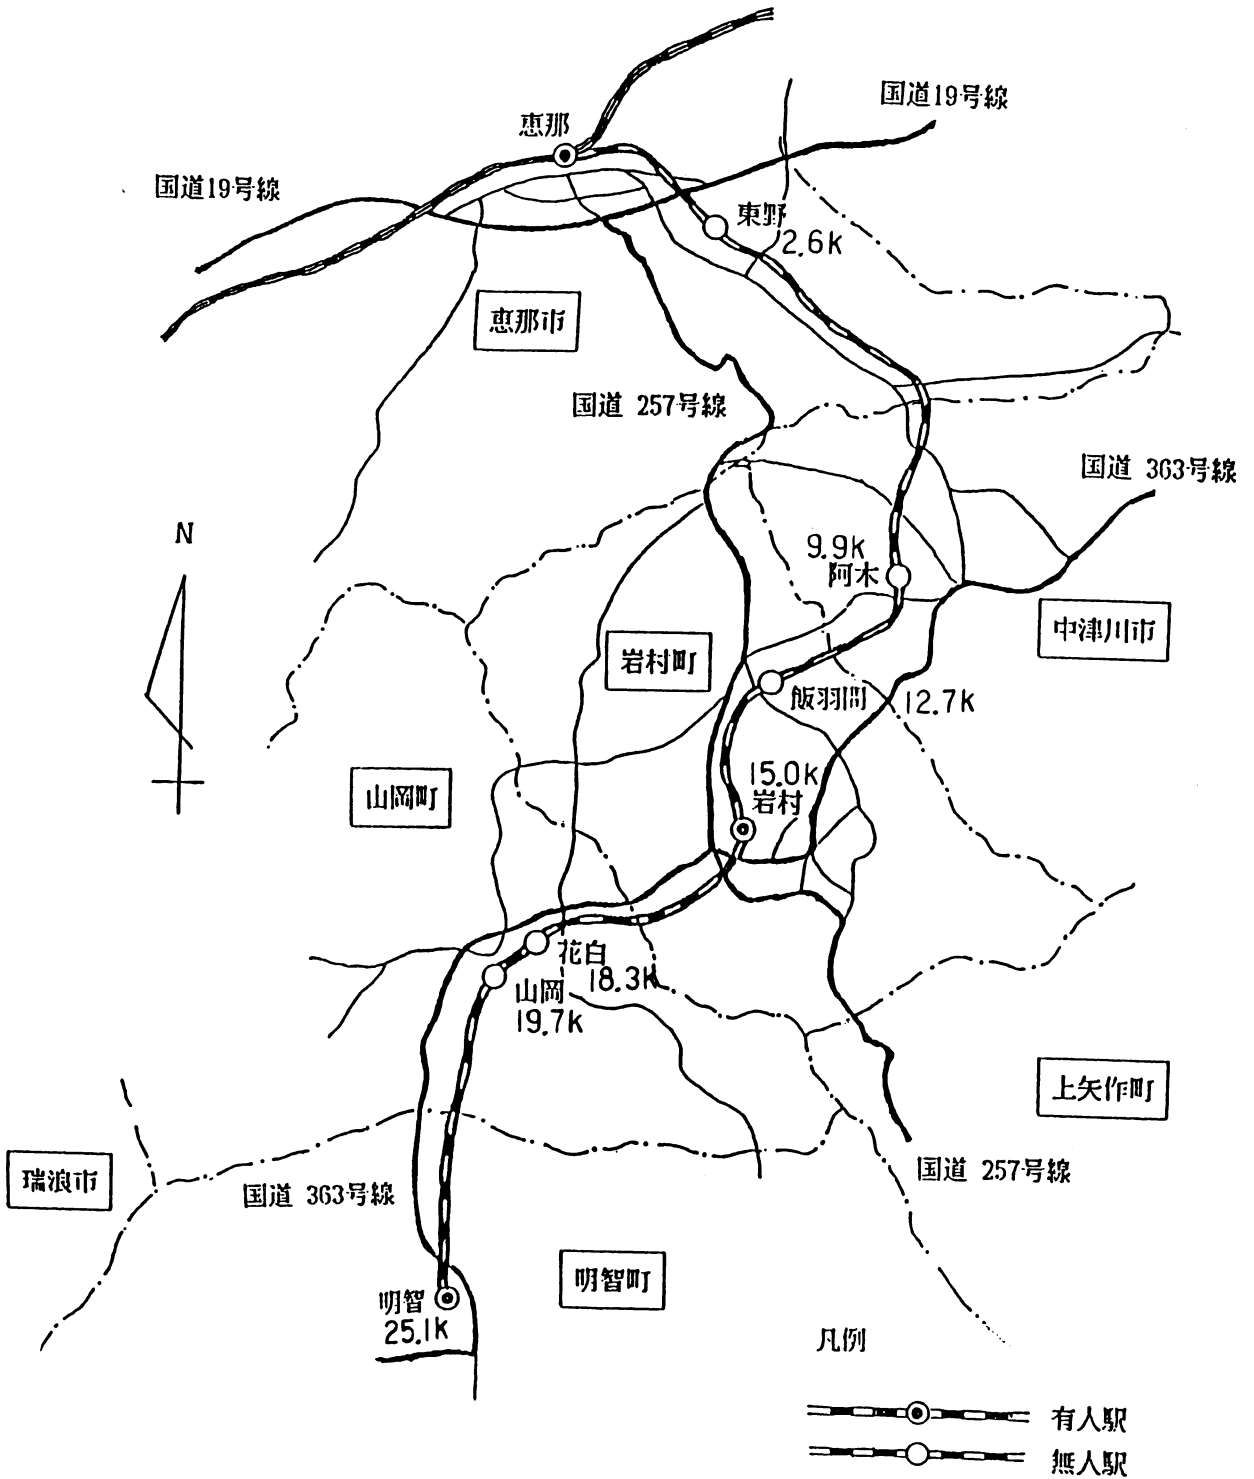 国道19号線
恵那
国道19号線
東野
2.6K
恵那市
国道 257号線
国道 363号線
N
9.9K
阿木
中津川市
岩村町
飯羽間
12.7K
15.0K
岩村
山岡町
花白
18.3K
山岡
19.7K
上矢作町
国道 257号線
瑞浪市
国道 363号線
明智町
明智
25.1K
凡例
有人駅
無人駅